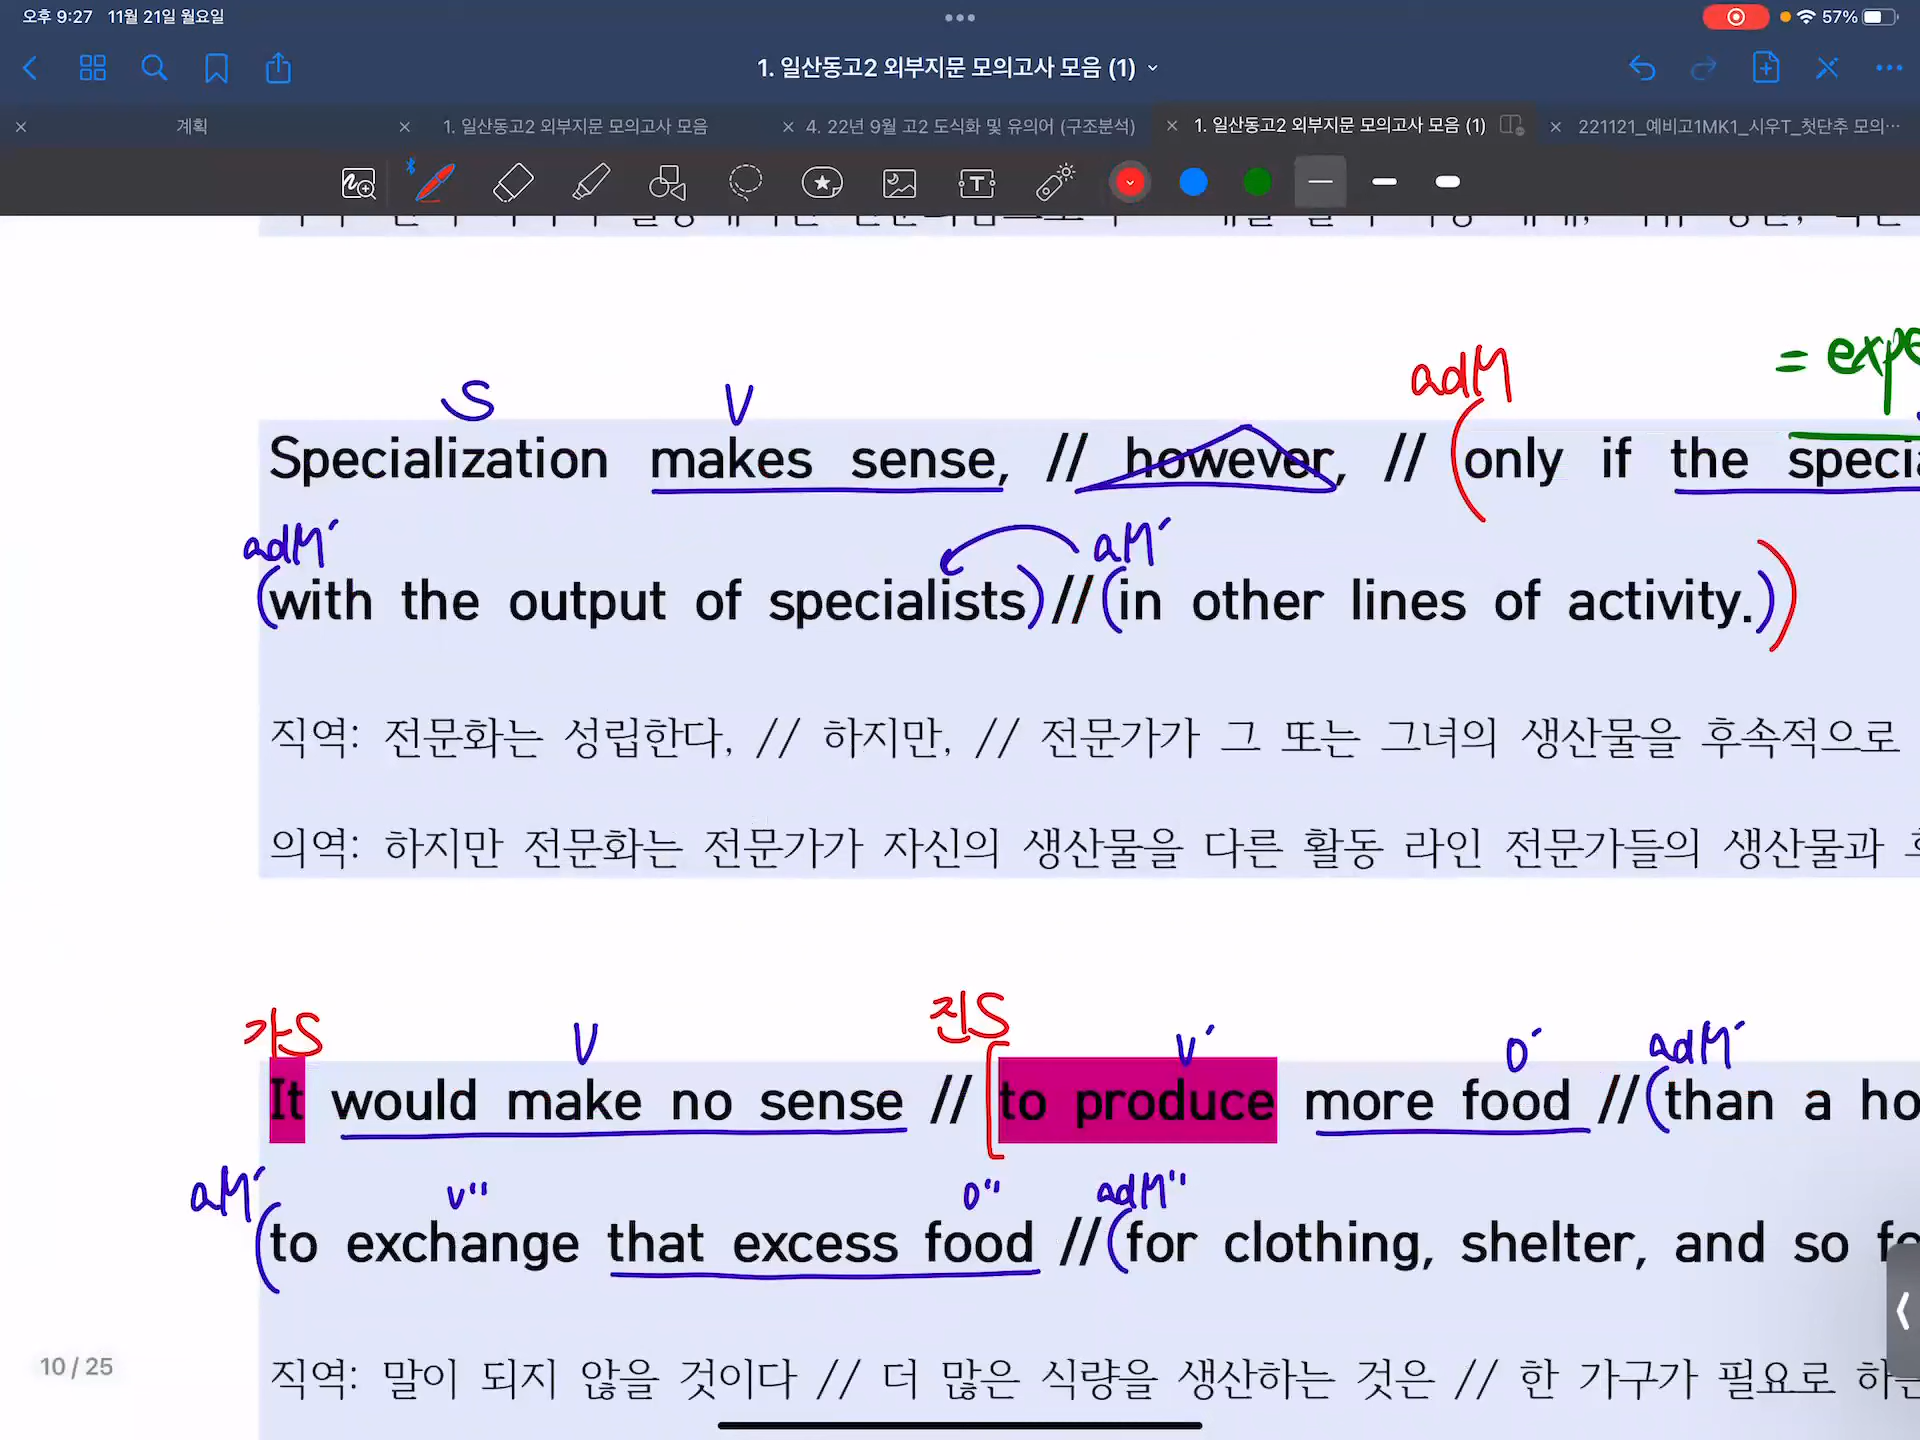 오후 9:27 11월 21일 월요일
57%
1. 일산동고2 외부지문 모의고사 모음 (1)
계획
1. 일산동고2 외부지문 모의고사 모음
4. 22년 9월 고2 도식화 및 유의어 (구조분석)
1. 일산동고2 외부지문 모의고사 모음 (1)
221121_예비고1MK1_시우T_첫단추 모의…
adM
= expe
S V
Specialization makes sense, // however, // (only if the speci
adM' aM'
(with the output of specialists) // (in other lines of activity.))
직역: 전문화는 성립한다, // 하지만, // 전문가가 그 또는 그녀의 생산물을 후속적으로
의역: 하지만 전문화는 전문가가 자신의 생산물을 다른 활동 라인 전문가들의 생산물과
가S V 진S v' o' adM'
It would make no sense // [to produce more food // (than a ho
aM' v'' o'' adM''
(to exchange that excess food // (for clothing, shelter, and so fo
10 / 25
직역: 말이 되지 않을 것이다 // 더 많은 식량을 생산하는 것은 // 한 가구가 필요로 하는